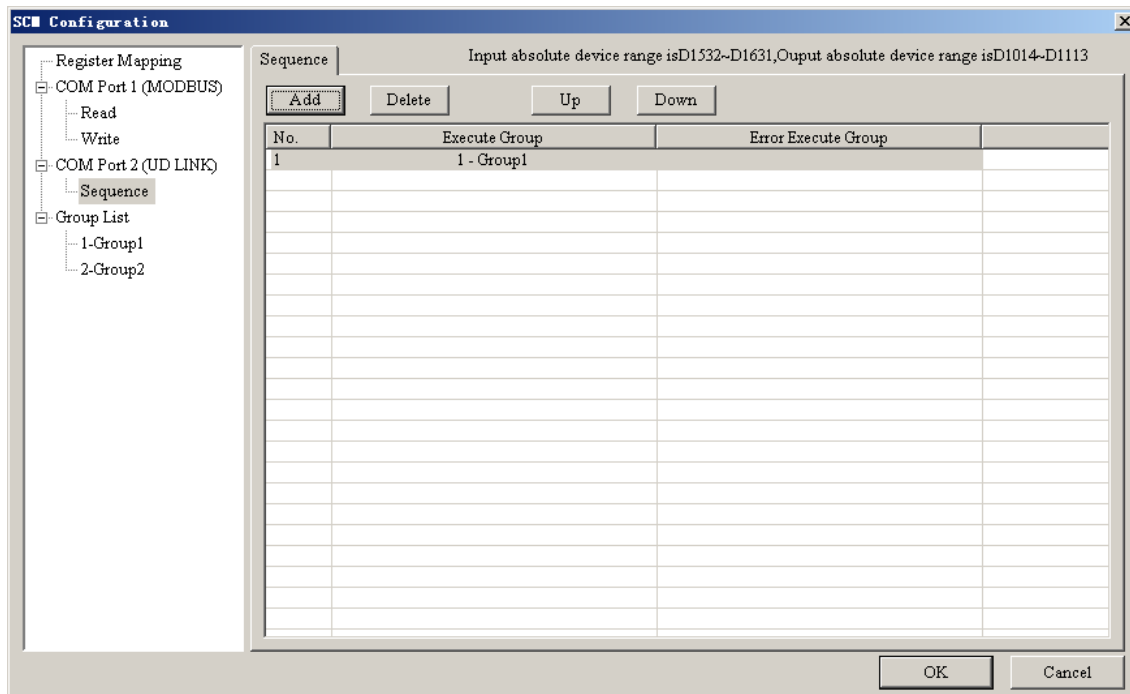 SCM Configuration
Register Mapping
COM Port 1 (MODBUS)
Read
Write
COM Port 2 (UD LINK)
Sequence
Group List
1-Group1
2-Group2
Sequence
Input absolute device range isD1532~D1631,Ouput absolute device range isD1014~D1113
Add Delete Up Down
No. Execute Group Error Execute Group
1 1 - Group1
OK Cancel